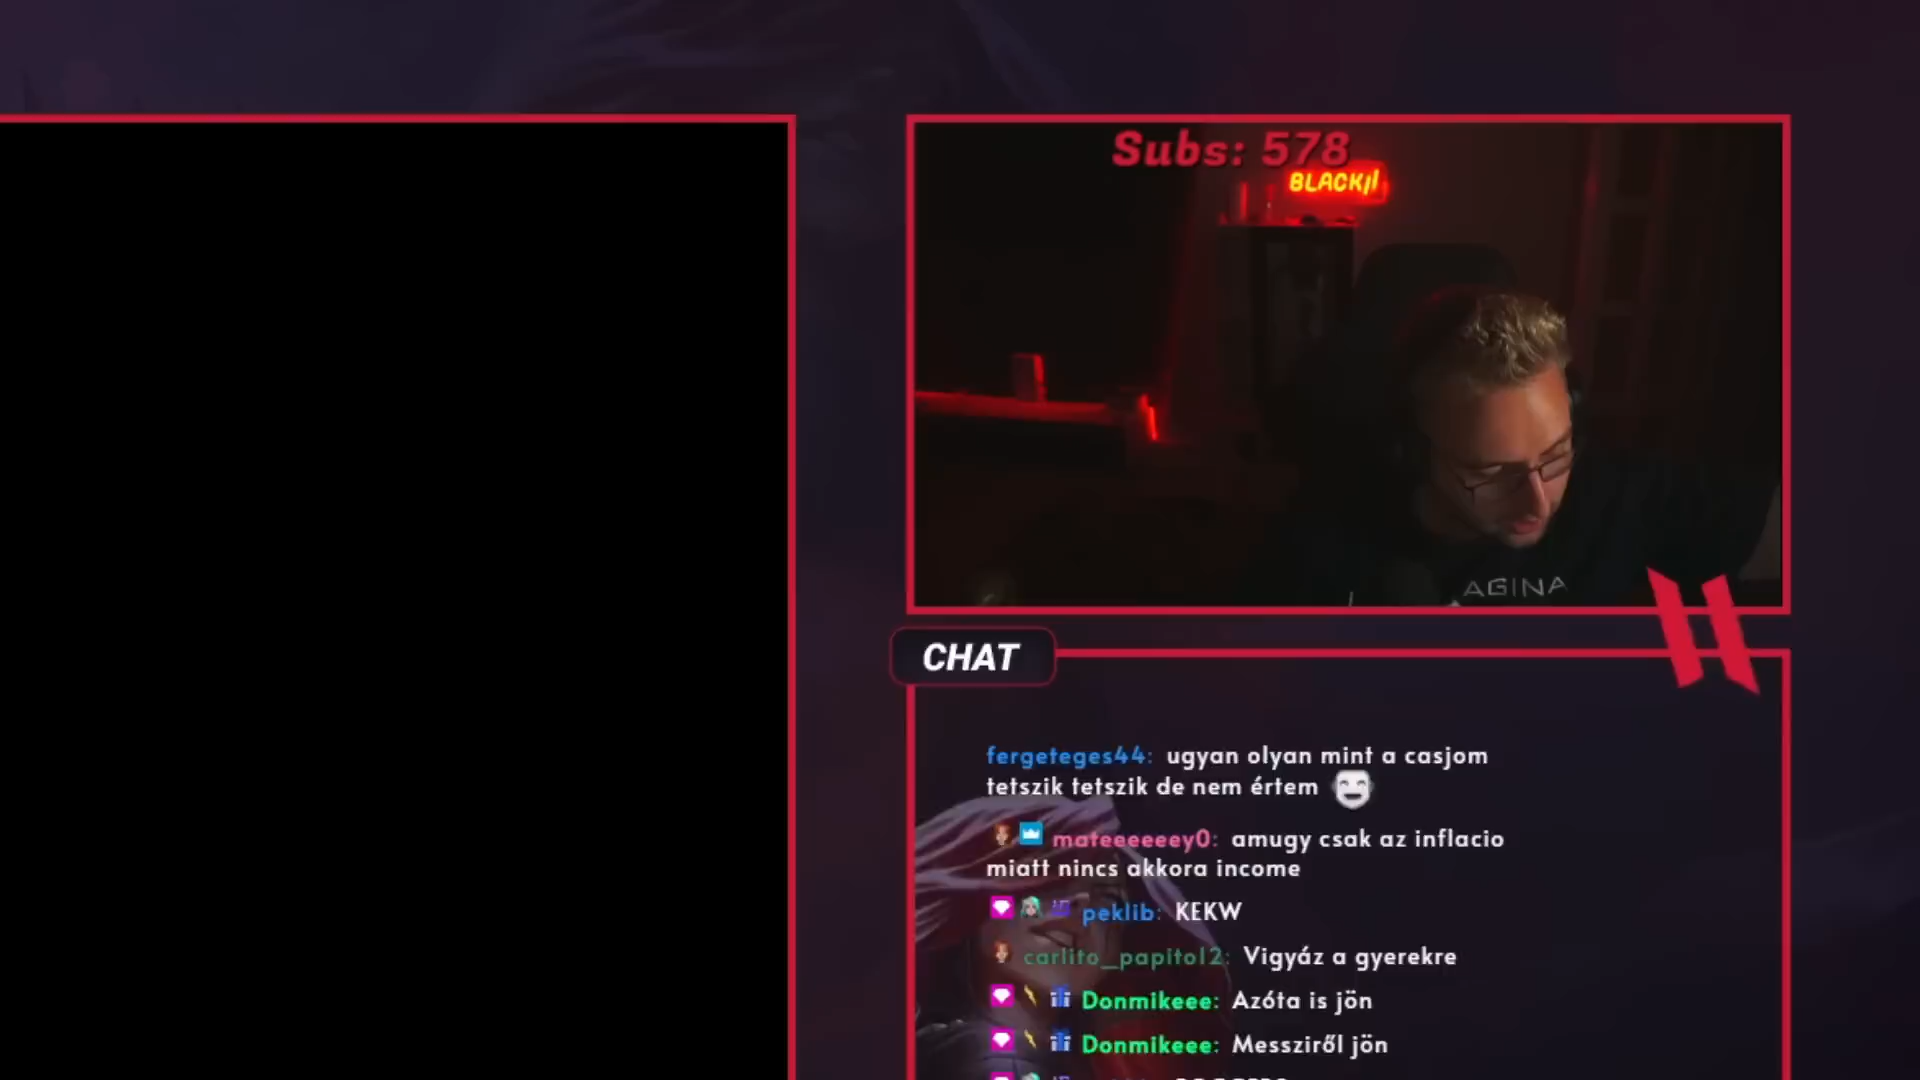 Subs: 578
BLACK//
AGINA
CHAT
fergeteges44: ugyan olyan mint a casjom
tetszik tetszik de nem értem
mateeeeeey0: amugy csak az inflacio
miatt nincs akkora income
peklib: KEKW
carlito_papito12: Vigyáz a gyerekre
Donmikeee: Azóta is jön
Donmikeee: Messziről jön